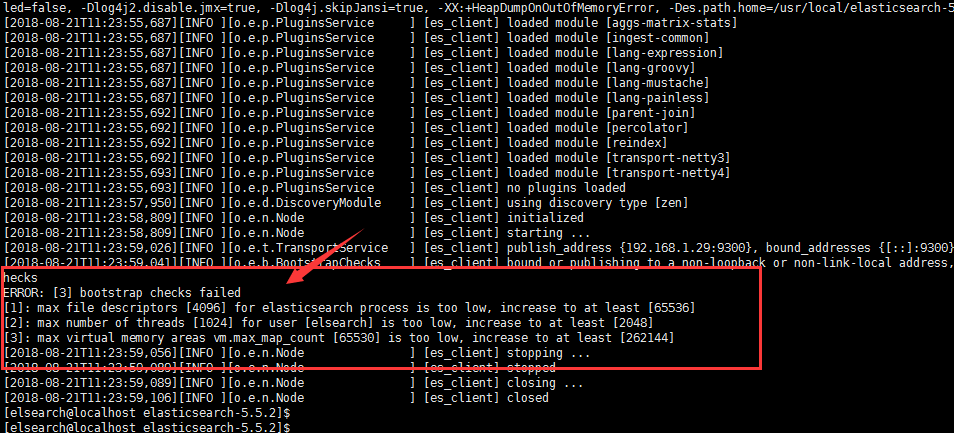 led=false, -Dlog4j2.disable.jmx=true, -Dlog4j.skipJansi=true, -XX:+HeapDumpOnOutOfMemoryError, -Des.path.home=/usr/local/elasticsearch-5
[2018-08-21T11:23:55,687][INFO ][o.e.p.PluginsService     ] [es_client] loaded module [aggs-matrix-stats]
[2018-08-21T11:23:55,687][INFO ][o.e.p.PluginsService     ] [es_client] loaded module [ingest-common]
[2018-08-21T11:23:55,687][INFO ][o.e.p.PluginsService     ] [es_client] loaded module [lang-expression]
[2018-08-21T11:23:55,687][INFO ][o.e.p.PluginsService     ] [es_client] loaded module [lang-groovy]
[2018-08-21T11:23:55,687][INFO ][o.e.p.PluginsService     ] [es_client] loaded module [lang-mustache]
[2018-08-21T11:23:55,687][INFO ][o.e.p.PluginsService     ] [es_client] loaded module [lang-painless]
[2018-08-21T11:23:55,692][INFO ][o.e.p.PluginsService     ] [es_client] loaded module [parent-join]
[2018-08-21T11:23:55,692][INFO ][o.e.p.PluginsService     ] [es_client] loaded module [percolator]
[2018-08-21T11:23:55,692][INFO ][o.e.p.PluginsService     ] [es_client] loaded module [reindex]
[2018-08-21T11:23:55,692][INFO ][o.e.p.PluginsService     ] [es_client] loaded module [transport-netty3]
[2018-08-21T11:23:55,693][INFO ][o.e.p.PluginsService     ] [es_client] loaded module [transport-netty4]
[2018-08-21T11:23:55,693][INFO ][o.e.p.PluginsService     ] [es_client] no plugins loaded
[2018-08-21T11:23:57,950][INFO ][o.e.d.DiscoveryModule    ] [es_client] using discovery type [zen]
[2018-08-21T11:23:58,809][INFO ][o.e.n.Node               ] [es_client] initialized
[2018-08-21T11:23:58,809][INFO ][o.e.n.Node               ] [es_client] starting ...
[2018-08-21T11:23:59,026][INFO ][o.e.t.TransportService   ] [es_client] publish_address {192.168.1.29:9300}, bound_addresses {[::]:9300}
[2018-08-21T11:23:59,041][INFO ][o.e.b.BootstrapChecks    ] [es_client] bound or publishing to a non-loopback or non-link-local address,
hecks
ERROR: [3] bootstrap checks failed
[1]: max file descriptors [4096] for elasticsearch process is too low, increase to at least [65536]
[2]: max number of threads [1024] for user [elsearch] is too low, increase to at least [2048]
[3]: max virtual memory areas vm.max_map_count [65530] is too low, increase to at least [262144]
[2018-08-21T11:23:59,056][INFO ][o.e.n.Node               ] [es_client] stopping ...
[2018-08-21T11:23:59,089][INFO ][o.e.n.Node               ] [es_client] stopped
[2018-08-21T11:23:59,089][INFO ][o.e.n.Node               ] [es_client] closing ...
[2018-08-21T11:23:59,106][INFO ][o.e.n.Node               ] [es_client] closed
[elsearch@localhost elasticsearch-5.5.2]$
[elsearch@localhost elasticsearch-5.5.2]$